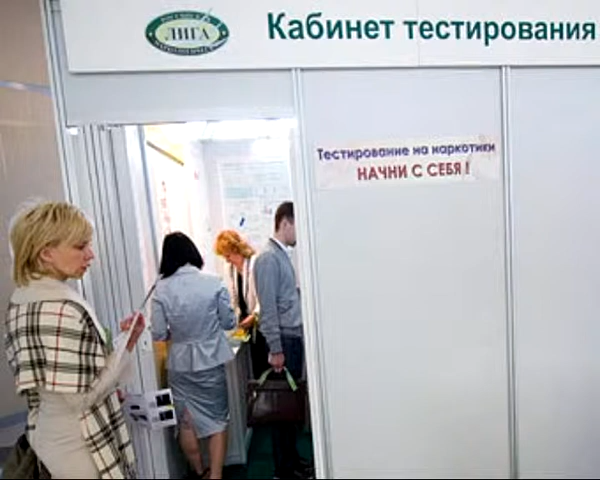 ЛИГА
Кабинет тестирования
Тестирование на наркотики
НАЧНИ С СЕБЯ !